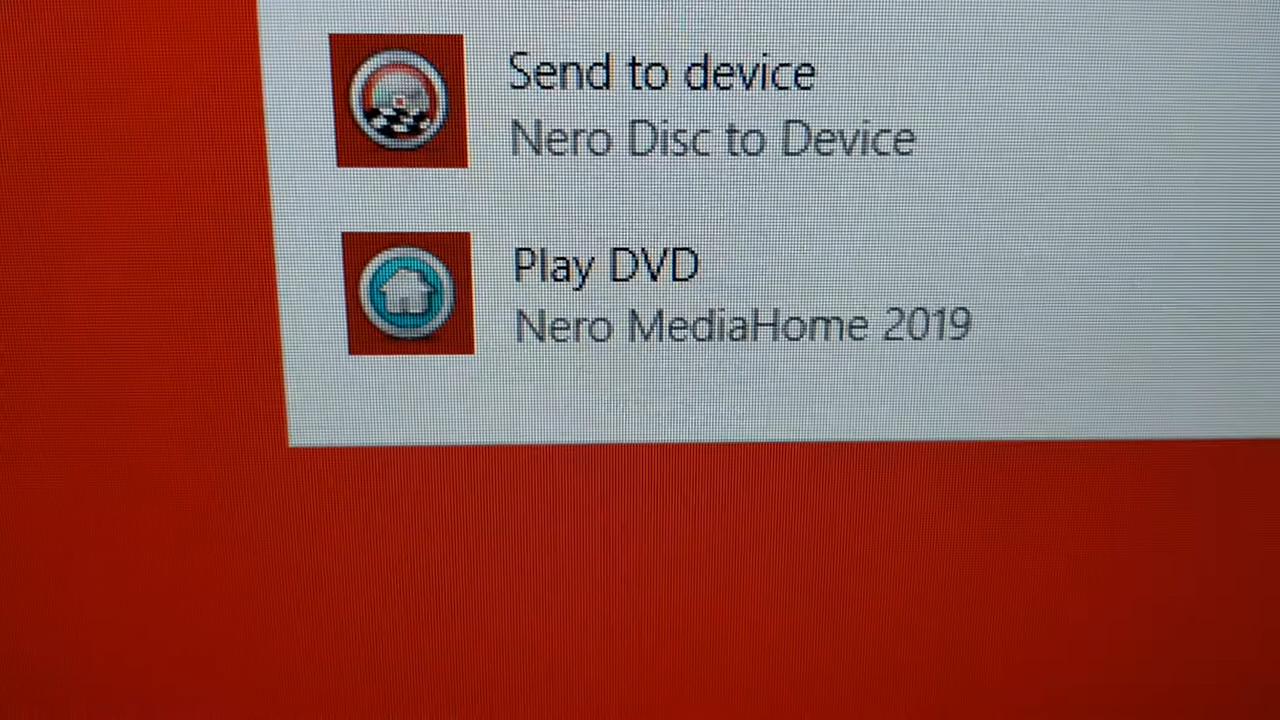 Send to device
Nero Disc to Device
Play DVD
Nero MediaHome 2019